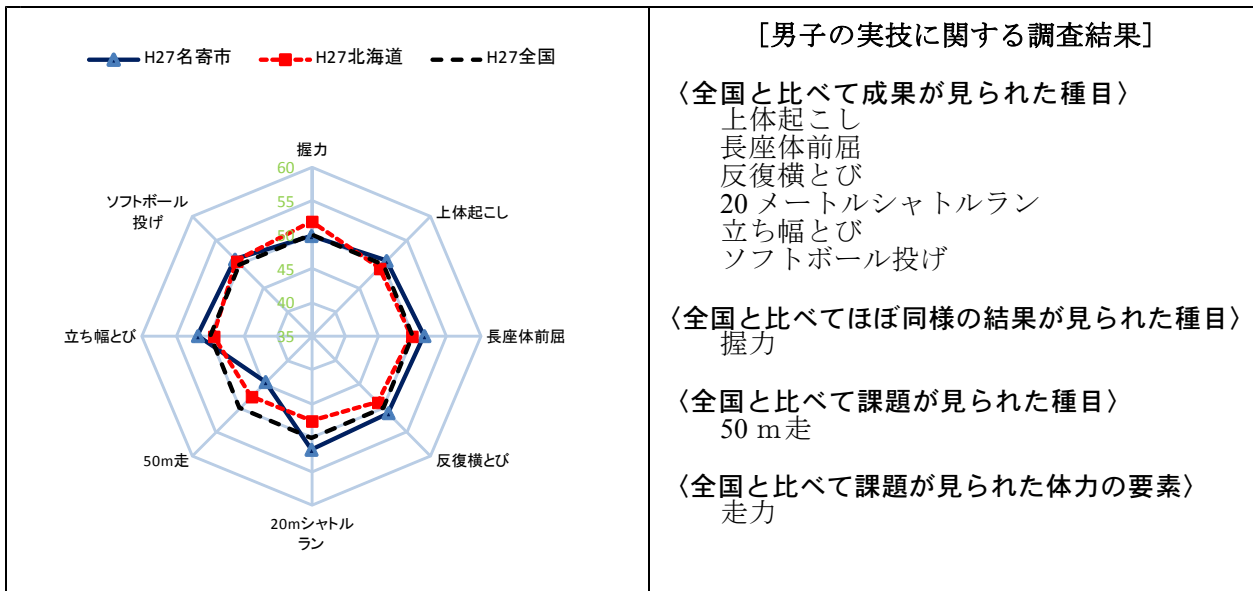 H27名寄市 H27北海道 H27全国
握力
上体起こし
長座体前屈
反復横とび
20mシャトル
ラン
50m走
立ち幅とび
ソフトボール
投げ
60
55
50
45
40
35
［男子の実技に関する調査結果］
〈全国と比べて成果が見られた種目〉
上体起こし
長座体前屈
反復横とび
20メートルシャトルラン
立ち幅とび
ソフトボール投げ
〈全国と比べてほぼ同様の結果が見られた種目〉
握力
〈全国と比べて課題が見られた種目〉
50ｍ走
〈全国と比べて課題が見られた体力の要素〉
走力